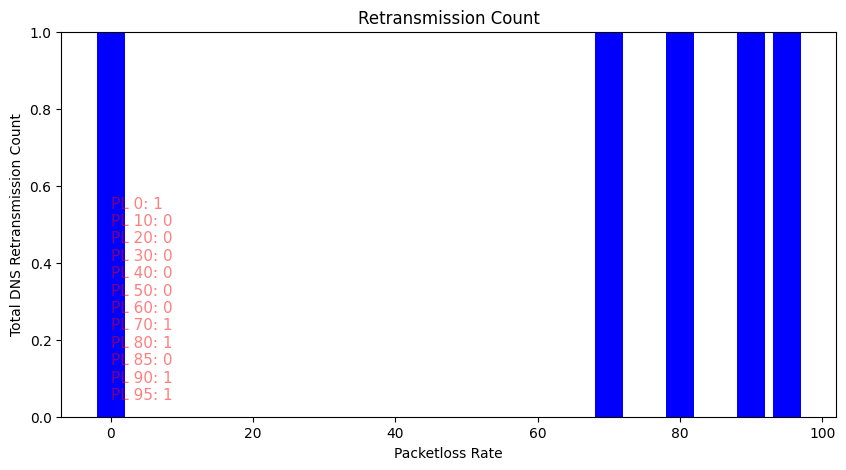 Retransmission Count
1.0
0.8
0.6
0.4
0.2
0.0
Total DNS Retransmission Count
PL 0: 1
PL 10: 0
PL 20: 0
PL 30: 0
PL 40: 0
PL 50: 0
PL 60: 0
PL 70: 1
PL 80: 1
PL 85: 0
PL 90: 1
PL 95: 1
0 20 40 60 80 100
Packetloss Rate